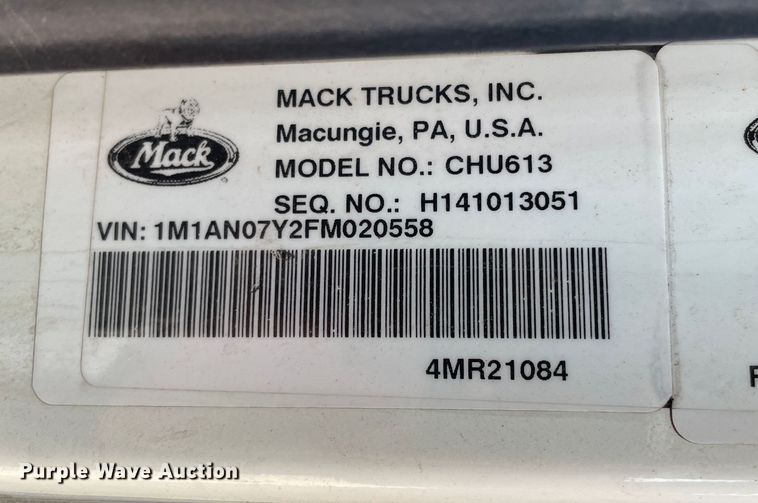 Mack
MACK TRUCKS, INC.
Macungie, PA, U.S.A.
MODEL NO.: CHU613
SEQ. NO.: H141013051
VIN: 1M1AN07Y2FM020558
4MR21084
Purple Wave Auction